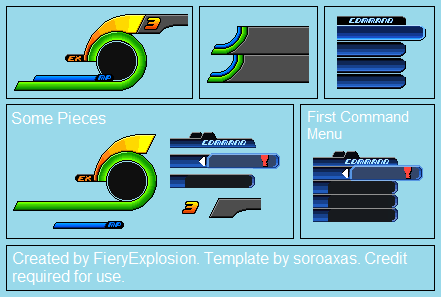 3
COMMAND
EX
MP
Some Pieces
First Command
Menu
COMMAND
COMMAND
EX
3
MP
Created by FieryExplosion. Template by soroaxas. Credit
required for use.